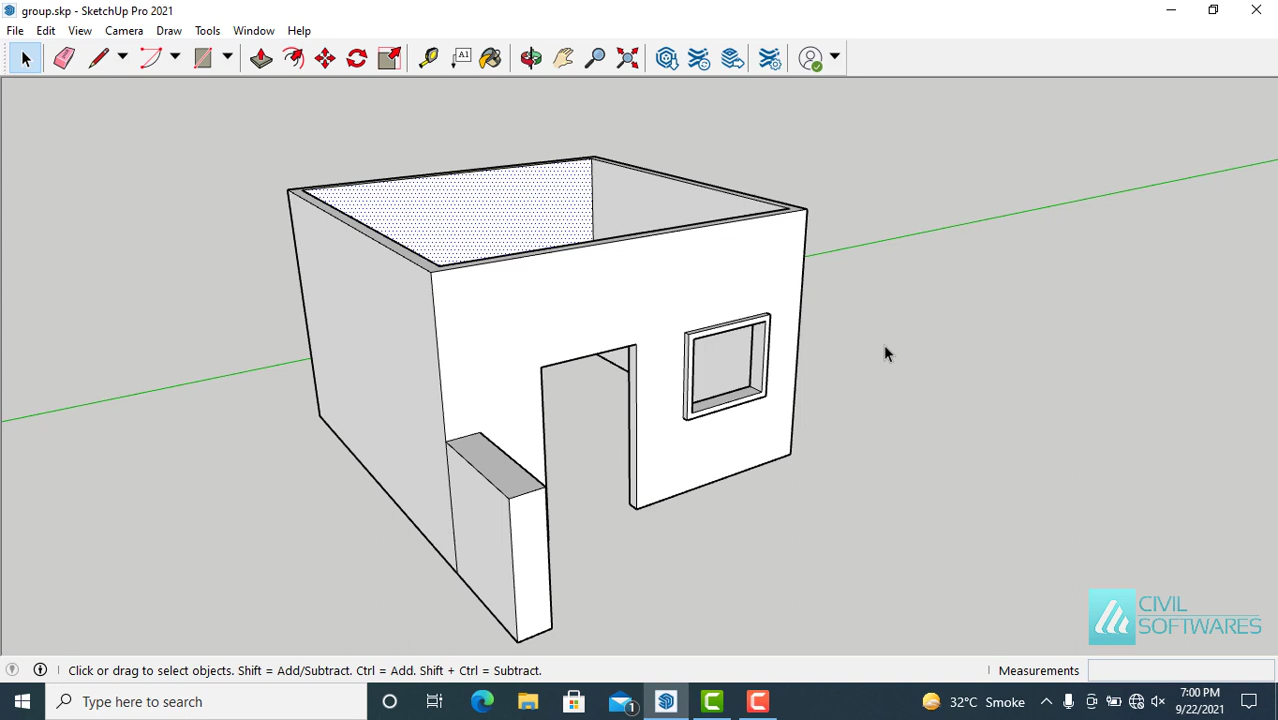 group.skp - SketchUp Pro 2021
File Edit View Camera Draw Tools Window Help
A1
CIVIL
SOFTWARES
Click or drag to select objects. Shift = Add/Subtract. Ctrl = Add. Shift + Ctrl = Subtract.
Measurements
Type here to search
1
32°C Smoke
7:00 PM
9/22/2021